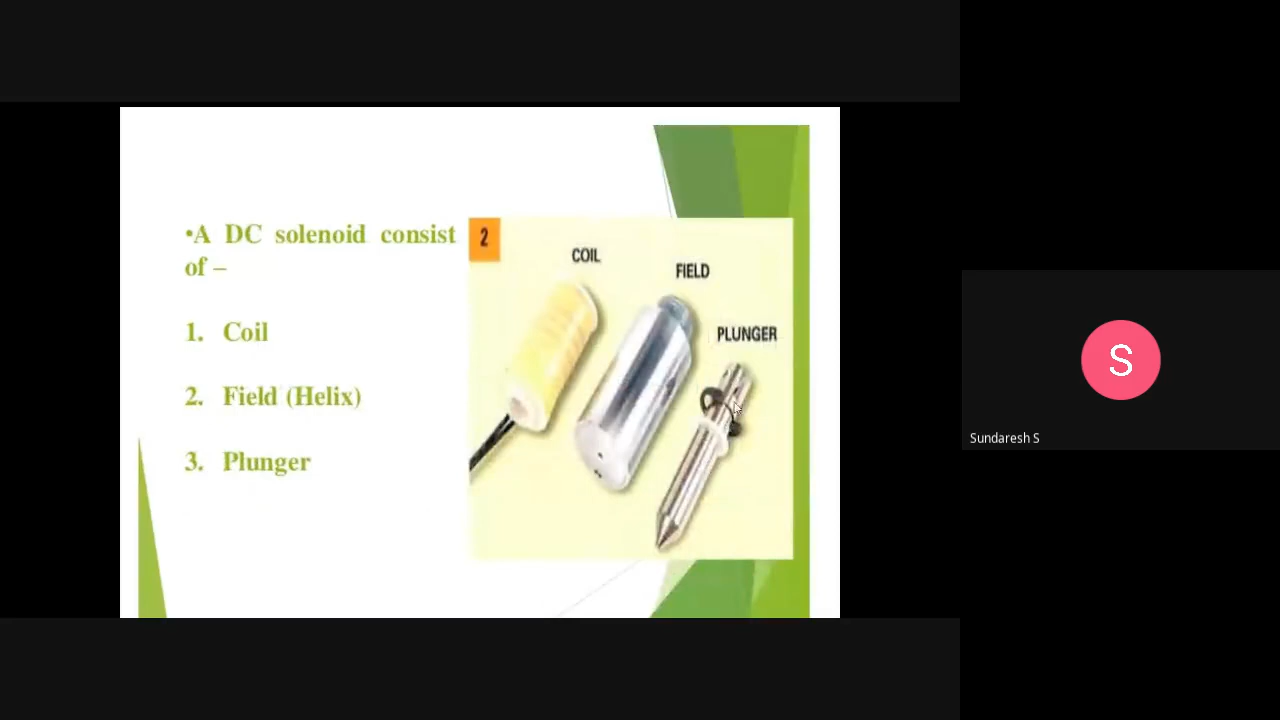 •A DC solenoid consist
of –
1. Coil
2. Field (Helix)
3. Plunger
2
COIL
FIELD
PLUNGER
S
Sundaresh S